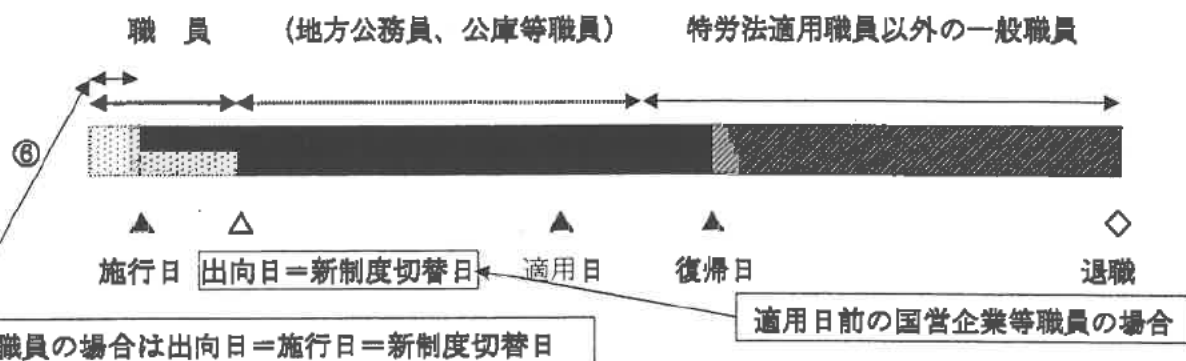 職　員　（地方公務員、公庫等職員）　特労法適用職員以外の一般職員
⑥
施行日　出向日＝新制度切替日　適用日　復帰日　退職
適用日前の国営企業等職員の場合
職員の場合は出向日＝施行日＝新制度切替日